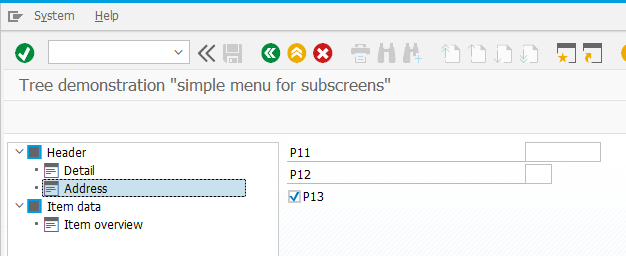 System Help
Tree demonstration "simple menu for subscreens"
Header
Detail
Address
Item data
Item overview
P11
P12
P13